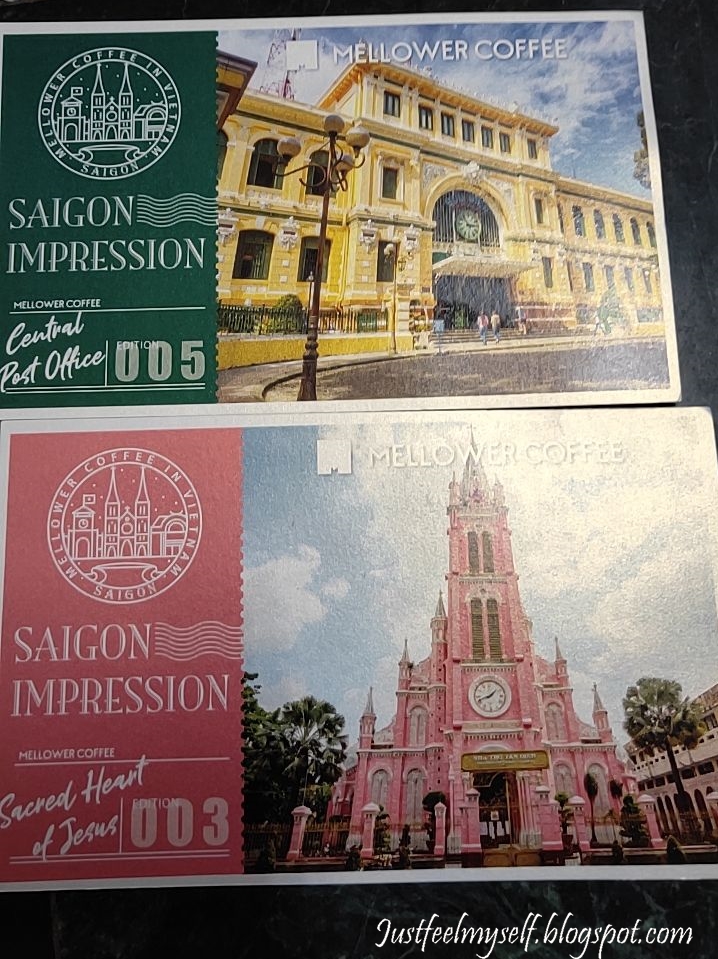 MELLOWER COFFEE IN VIETNAM
SAIGON
SAIGON
IMPRESSION
MELLOWER COFFEE
Central
Post Office
EDITION
005
MELLOWER COFFEE
MELLOWER COFFEE IN VIETNAM
SAIGON
SAIGON
IMPRESSION
MELLOWER COFFEE
Sacred Heart
of Jesus
EDITION
003
M
MELLOWER COFFEE
Justfeelmyself.blogspot.com